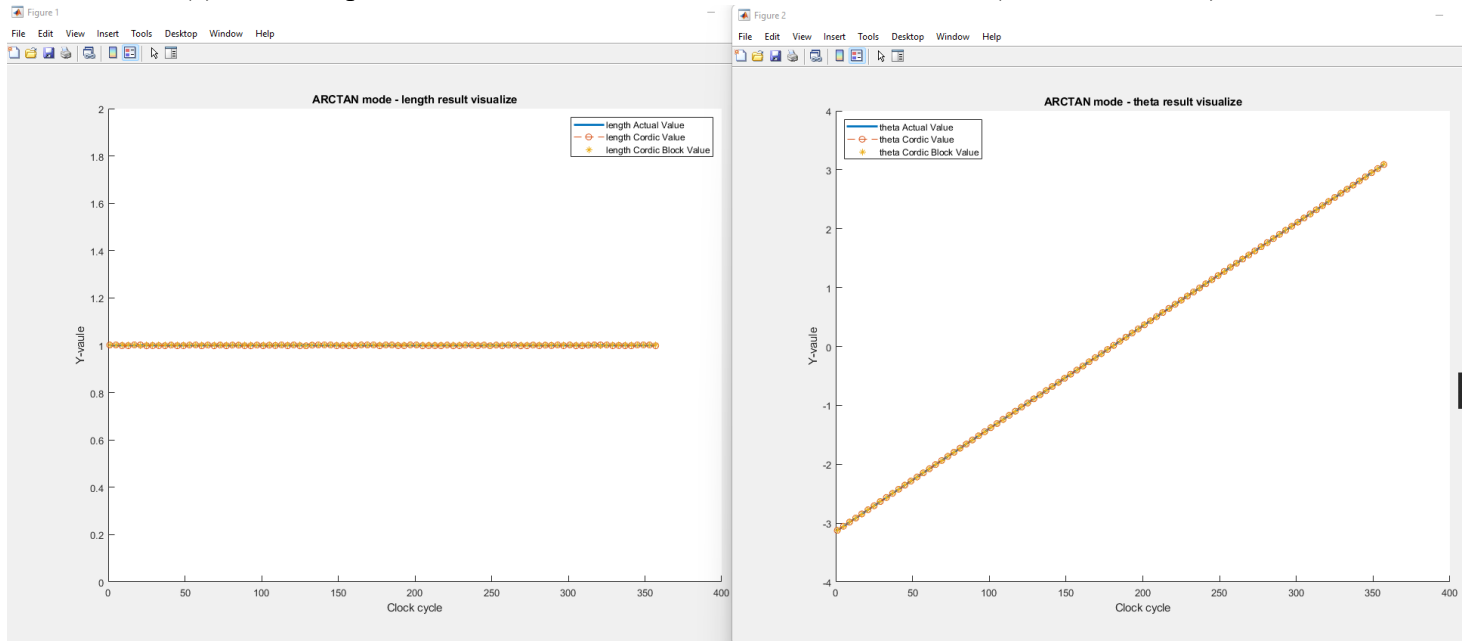 Figure 1
File Edit View Insert Tools Desktop Window Help
ARCTAN mode - length result visualize
length Actual Value
length Cordic Value
length Cordic Block Value
2
1.8
1.6
1.4
1.2
1
0.8
0.6
0.4
0.2
0
Y-vaule
0 50 100 150 200 250 300 350 400
Clock cycle
Figure 2
File Edit View Insert Tools Desktop Window Help
ARCTAN mode - theta result visualize
theta Actual Value
theta Cordic Value
theta Cordic Block Value
4
3
2
1
0
-1
-2
-3
-4
Y-vaule
0 50 100 150 200 250 300 350 400
Clock cycle